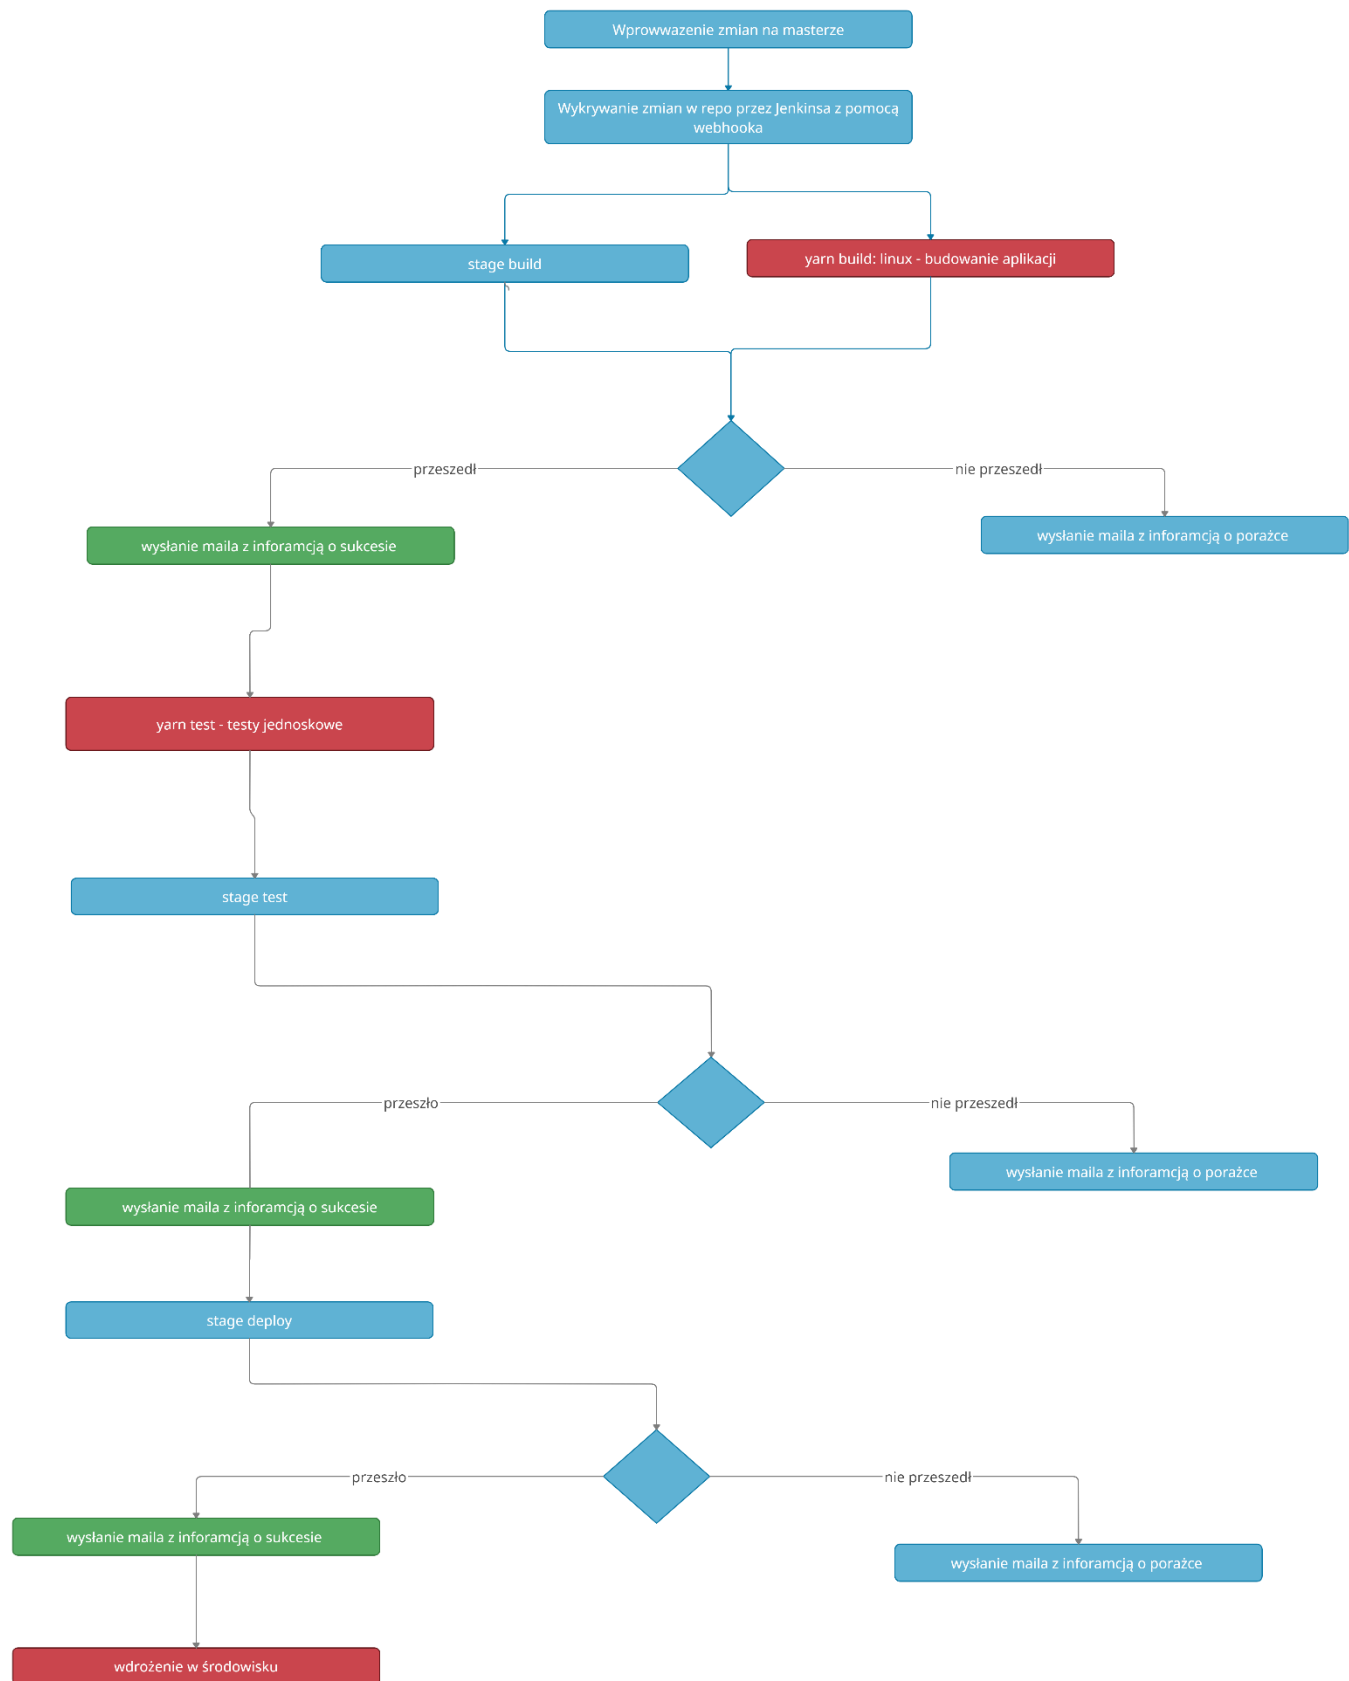 Wprowwazenie zmian na masterze
Wykrywanie zmian w repo przez Jenkinsa z pomocą
webhooka
stage build
yarn build: linux - budowanie aplikacji
przeszedł
nie przeszedł
wysłanie maila z inforamcją o sukcesie
wysłanie maila z inforamcją o porażce
yarn test - testy jednoskowe
stage test
przeszło
nie przeszedł
wysłanie maila z inforamcją o porażce
wysłanie maila z inforamcją o sukcesie
stage deploy
przeszło
nie przeszedł
wysłanie maila z inforamcją o sukcesie
wysłanie maila z inforamcją o porażce
wdrożenie w środowisku